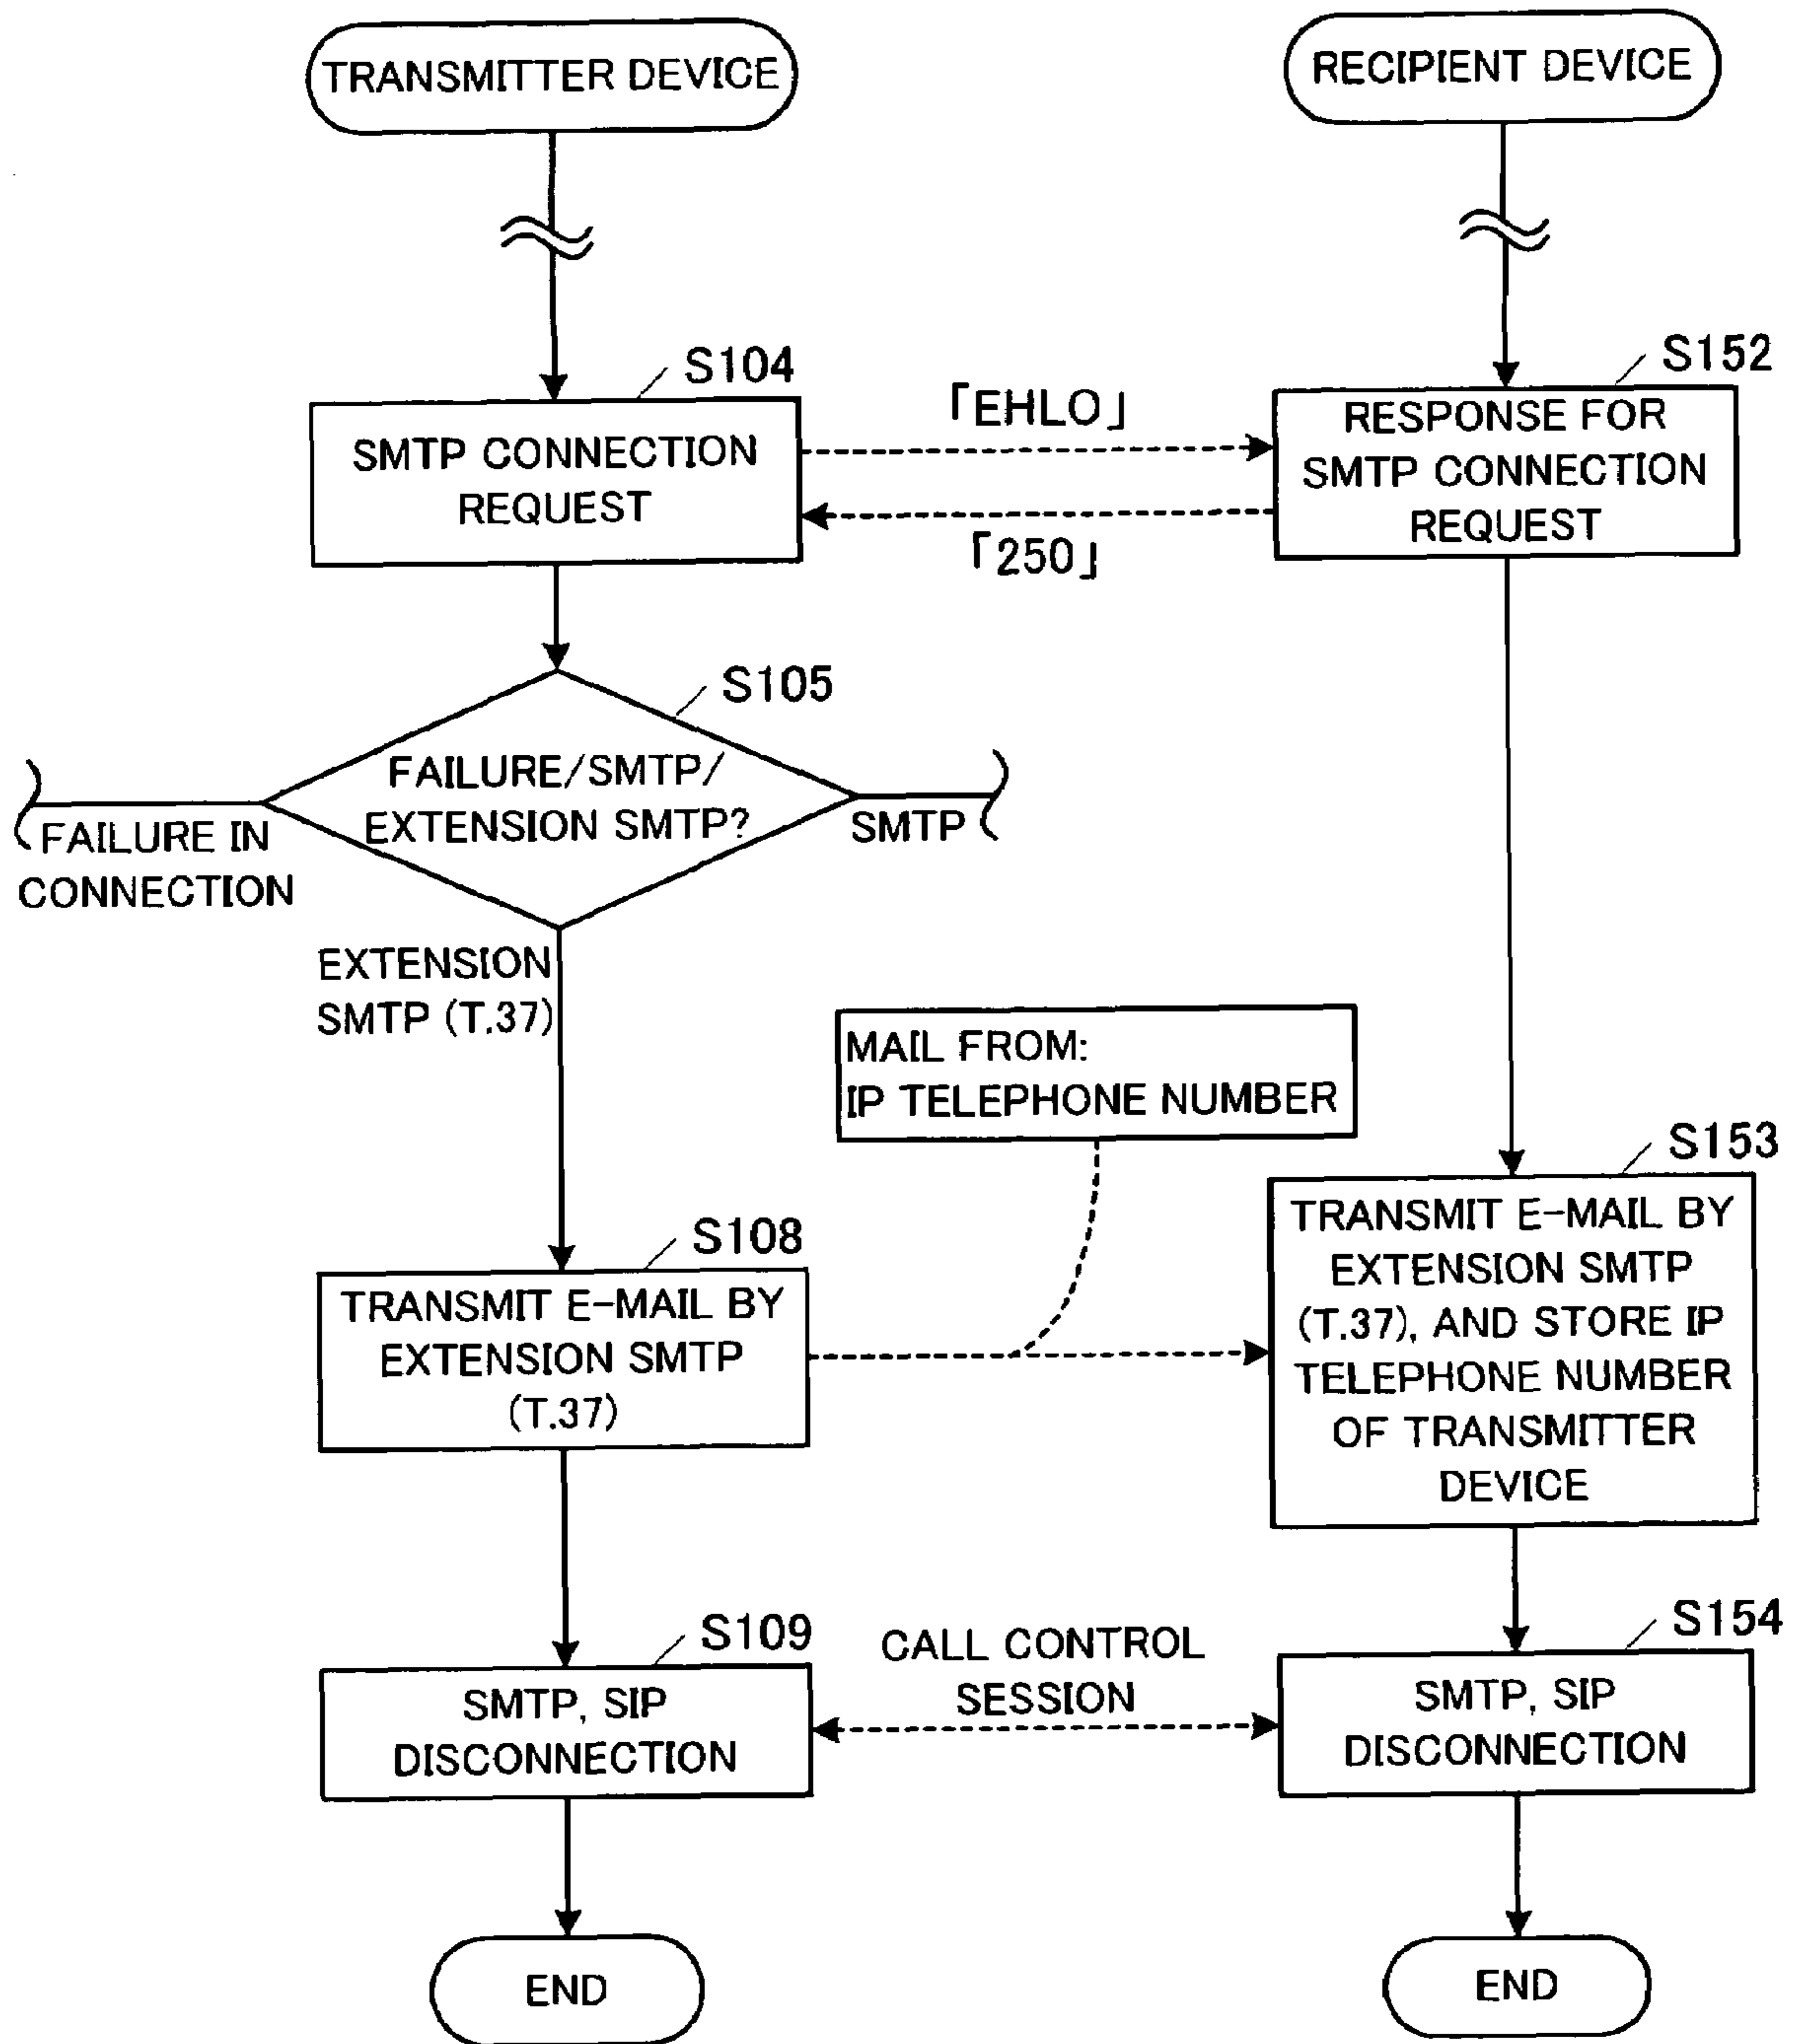 TRANSMITTER DEVICE
RECIPIENT DEVICE
S104
SMTP CONNECTION
REQUEST
「EHLO」
「250」
S152
RESPONSE FOR
SMTP CONNECTION
REQUEST
S105
FAILURE/SMTP/
EXTENSION SMTP?
FAILURE IN
CONNECTION
SMTP
EXTENSION
SMTP (T.37)
MAIL FROM:
IP TELEPHONE NUMBER
S108
TRANSMIT E-MAIL BY
EXTENSION SMTP
(T.37)
S153
TRANSMIT E-MAIL BY
EXTENSION SMTP
(T.37), AND STORE IP
TELEPHONE NUMBER
OF TRANSMITTER
DEVICE
S109
SMTP, SIP
DISCONNECTION
CALL CONTROL
SESSION
S154
SMTP, SIP
DISCONNECTION
END
END